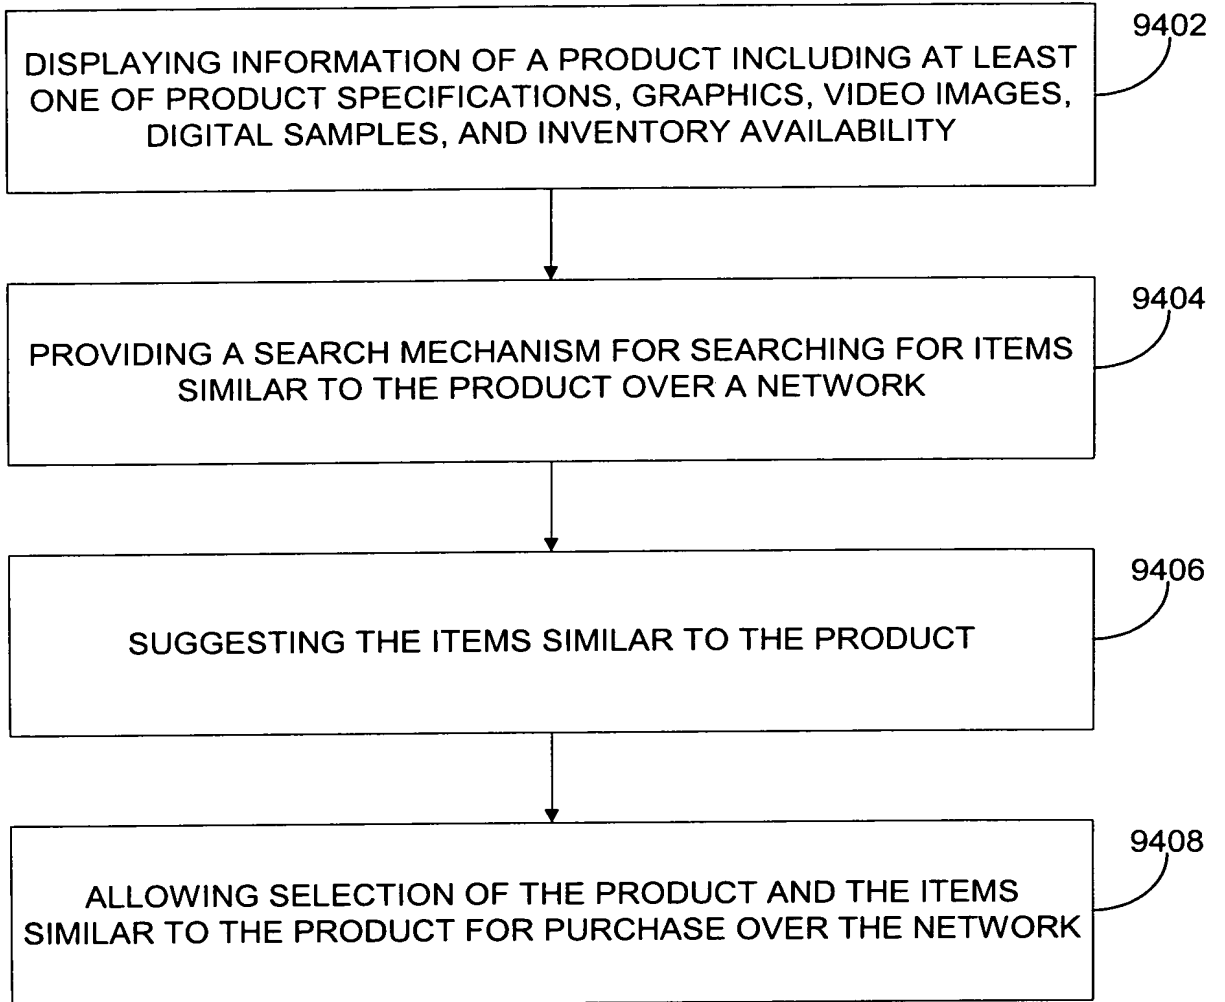 9402
DISPLAYING INFORMATION OF A PRODUCT INCLUDING AT LEAST
ONE OF PRODUCT SPECIFICATIONS, GRAPHICS, VIDEO IMAGES,
DIGITAL SAMPLES, AND INVENTORY AVAILABILITY
9404
PROVIDING A SEARCH MECHANISM FOR SEARCHING FOR ITEMS
SIMILAR TO THE PRODUCT OVER A NETWORK
9406
SUGGESTING THE ITEMS SIMILAR TO THE PRODUCT
9408
ALLOWING SELECTION OF THE PRODUCT AND THE ITEMS
SIMILAR TO THE PRODUCT FOR PURCHASE OVER THE NETWORK